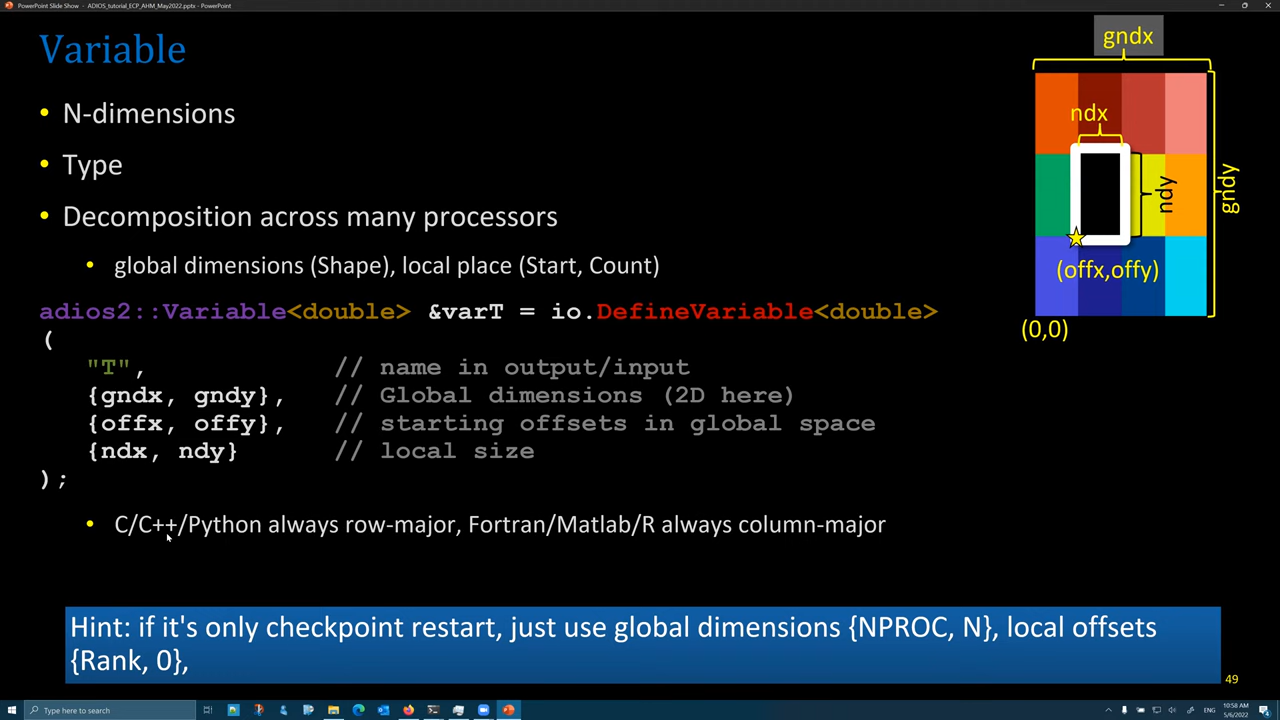 PowerPoint Slide Show - ADIOS_tutorial_ECP_AHM_May2022.pptx - PowerPoint
Variable
• N-dimensions
• Type
• Decomposition across many processors
• global dimensions (Shape), local place (Start, Count)
adios2::Variable<double> &varT = io.DefineVariable<double>
(
"T", // name in output/input
{gndx, gndy}, // Global dimensions (2D here)
{offx, offy}, // starting offsets in global space
{ndx, ndy} // local size
);
• C/C++/Python always row-major, Fortran/Matlab/R always column-major
gndx
ndx
ndy
gndy
(offx,offy)
(0,0)
Hint: if it's only checkpoint restart, just use global dimensions {NPROC, N}, local offsets
{Rank, 0},
49
Type here to search
ENG
10:58 AM
5/6/2022